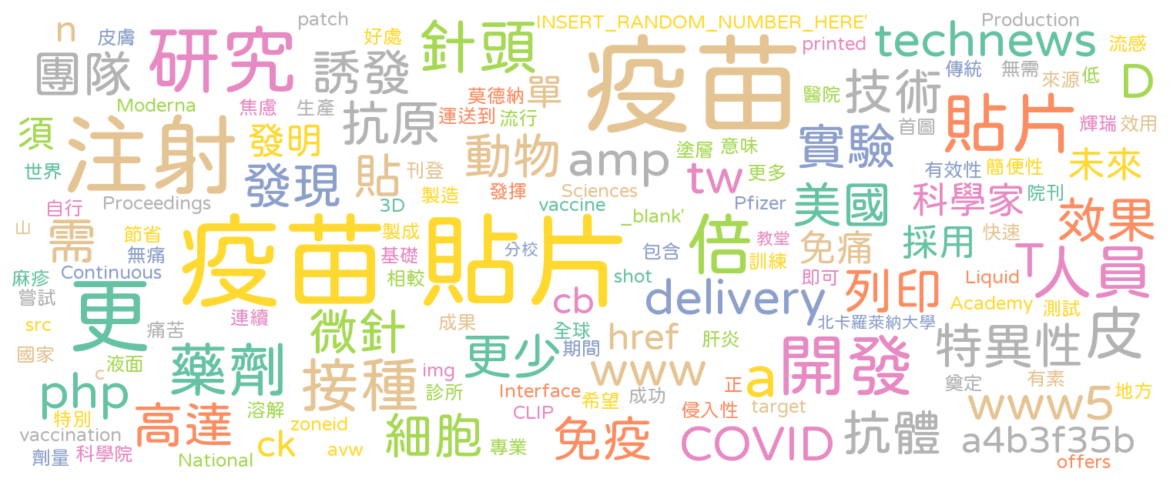 patch
INSERT_RANDOM_NUMBER_HERE'
Production
n
皮膚
研究
好處
針頭
疫苗
printed
technews
流感
團隊
誘發
單
技術
傳統
無需
來源
低
D
Moderna
焦慮
生產
抗原
莫德納
運送到
流行
醫院
首圖
貼片
輝瑞
效用
須
注射
發明
動物
amp
塗層
意味
實驗
有效性
簡便性
未來
世界
發現
貼
刊登
發揮
Sciences
tw
更多
美國
科學家
院刊
自行
Proceedings
製造
3D
vaccine
_blank'
Pfizer
效果
山
需
節省
無痛
疫苗貼片
製成
基礎
分校
倍
包含
教堂
訓練
免痛
採用
快速
麻疹
Continuous
相較
shot
即可
T
人員
嘗試
更
連續
cb
delivery
列印
Liquid
Academy
測試
src
痛苦
微針
成果
全球
期間
href
肝炎
北卡羅萊納大學
特異性
皮
國家
液面
藥劑
更少
www
開發
c
php
接種
img
診所
Interface
希望
成功
正
a
奠定
有素
地方
特別
高達
溶解
zoneid
CLIP
侵入性
target
www5
vaccination
科學院
ck
avw
細胞
專業
免疫
COVID
抗體
a4b3f35b
劑量
National
offers